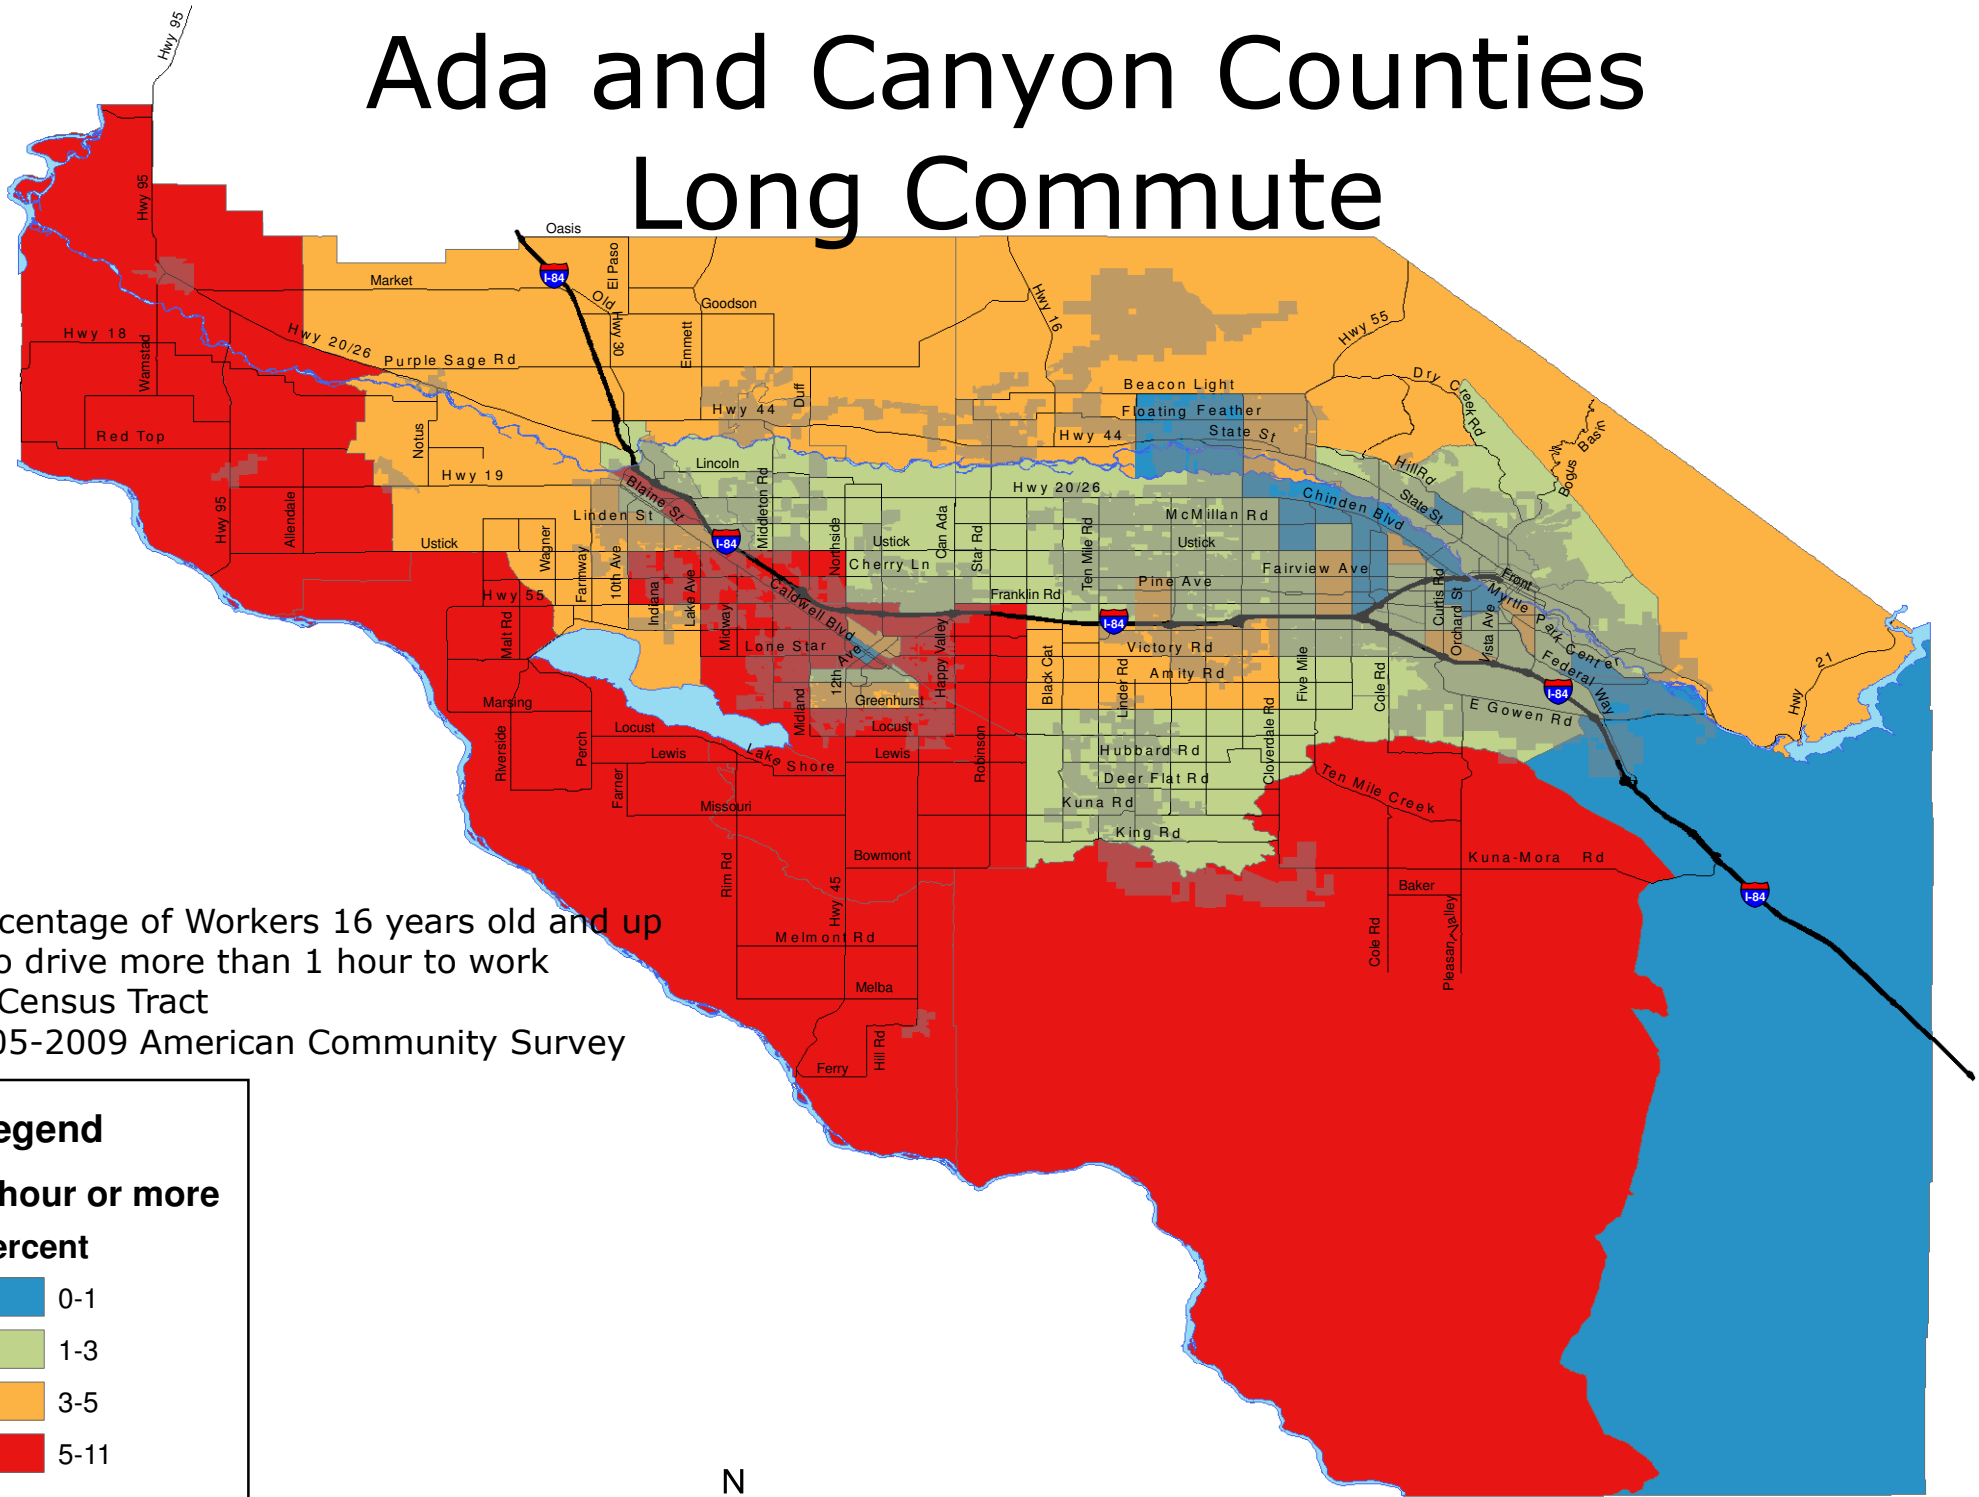 Ada and Canyon Counties
Long Commute
Hwy 95
Hwy 95
Oasis
I-84
El Paso
Market
Old Hwy 30
Goodson
Hwy 16
Hwy 55
Hwy 18
Hwy 20/26
Wamstad
Purple Sage Rd
Emmett
Duff
Beacon Light
Dry Creek Rd
Hwy 44
Floating Feather
State St
Hwy 44
Red Top
Notus
Bogus Basin
Lincoln
Hill Rd
Hwy 19
Blaine St
Middleton Rd
Hwy 20/26
Chinden Blvd
State St
Hwy 95
Allendale
Linden St
McMillan Rd
Ustick
Wagner
I-84
Northside
Ustick
Can Ada
Star Rd
Ten Mile Rd
Ustick
Farmway
10th Ave
Cherry Ln
Pine Ave
Fairview Ave
Curtis Rd
Front
Hwy 55
Indiana
Lake Ave
Midway
Caldwell Blvd
Franklin Rd
I-84
Orchard St
Vista Ave
Myrtle
Malt Rd
Lone Star
12th Ave
Happy Valley
Victory Rd
Park Center
Black Cat
Linder Rd
Amity Rd
Five Mile
Cole Rd
Federal Way
I-84
Hwy 21
Marsing
Midland
Greenhurst
E Gowen Rd
Locust
Locust
Cloverdale Rd
Riverside
Perch
Lewis
Lake Shore
Lewis
Robinson
Hubbard Rd
Farner
Deer Flat Rd
Ten Mile Creek
Missouri
Kuna Rd
King Rd
Rim Rd
Bowmont
Kuna-Mora Rd
Hwy 45
Baker
I-84
Melmont Rd
Cole Rd
Pleasant Valley
Melba
Hill Rd
Ferry
centage of Workers 16 years old and up
o drive more than 1 hour to work
Census Tract
05-2009 American Community Survey
egend
hour or more
ercent
0-1
1-3
3-5
5-11
N